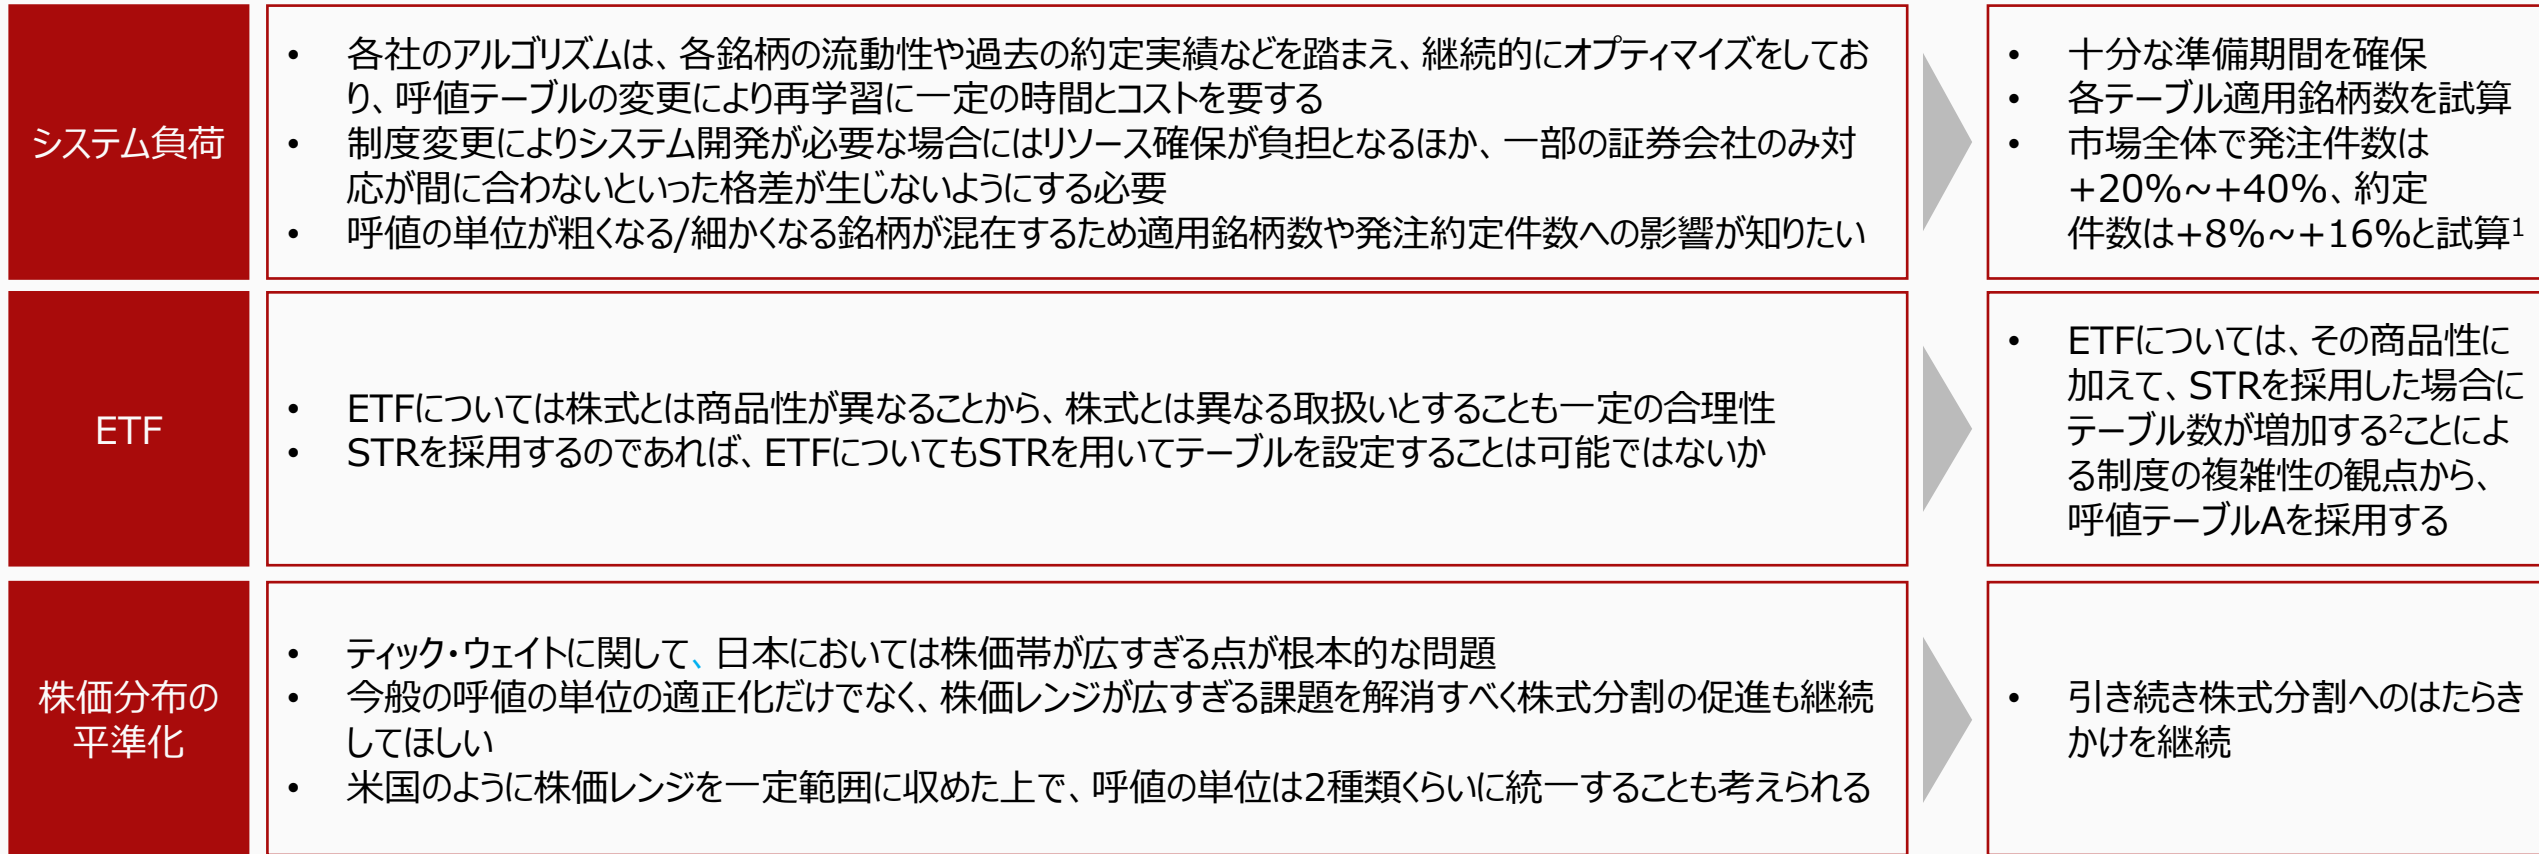 システム負荷
• 各社のアルゴリズムは、各銘柄の流動性や過去の約定実績などを踏まえ、継続的にオプティマイズをしてお
り、呼値テーブルの変更により再学習に一定の時間とコストを要する
• 制度変更によりシステム開発が必要な場合にはリソース確保が負担となるほか、一部の証券会社のみ対
応が間に合わないといった格差が生じないようにする必要
• 呼値の単位が粗くなる/細かくなる銘柄が混在するため適用銘柄数や発注約定件数への影響が知りたい
• 十分な準備期間を確保
• 各テーブル適用銘柄数を試算
• 市場全体で発注件数は
+20%~+40%、約定
件数は+8%~+16%と試算1
ETF
• ETFについては株式とは商品性が異なることから、株式とは異なる取扱いとすることも一定の合理性
• STRを採用するのであれば、ETFについてもSTRを用いてテーブルを設定することは可能ではないか
• ETFについては、その商品性に
加えて、STRを採用した場合に
テーブル数が増加する2ことによ
る制度の複雑性の観点から、
呼値テーブルAを採用する
株価分布の
平準化
• ティック・ウェイトに関して、日本においては株価帯が広すぎる点が根本的な問題
• 今般の呼値の単位の適正化だけでなく、株価レンジが広すぎる課題を解消すべく株式分割の促進も継続
してほしい
• 米国のように株価レンジを一定範囲に収めた上で、呼値の単位は2種類くらいに統一することも考えられる
• 引き続き株式分割へのはたらき
かけを継続